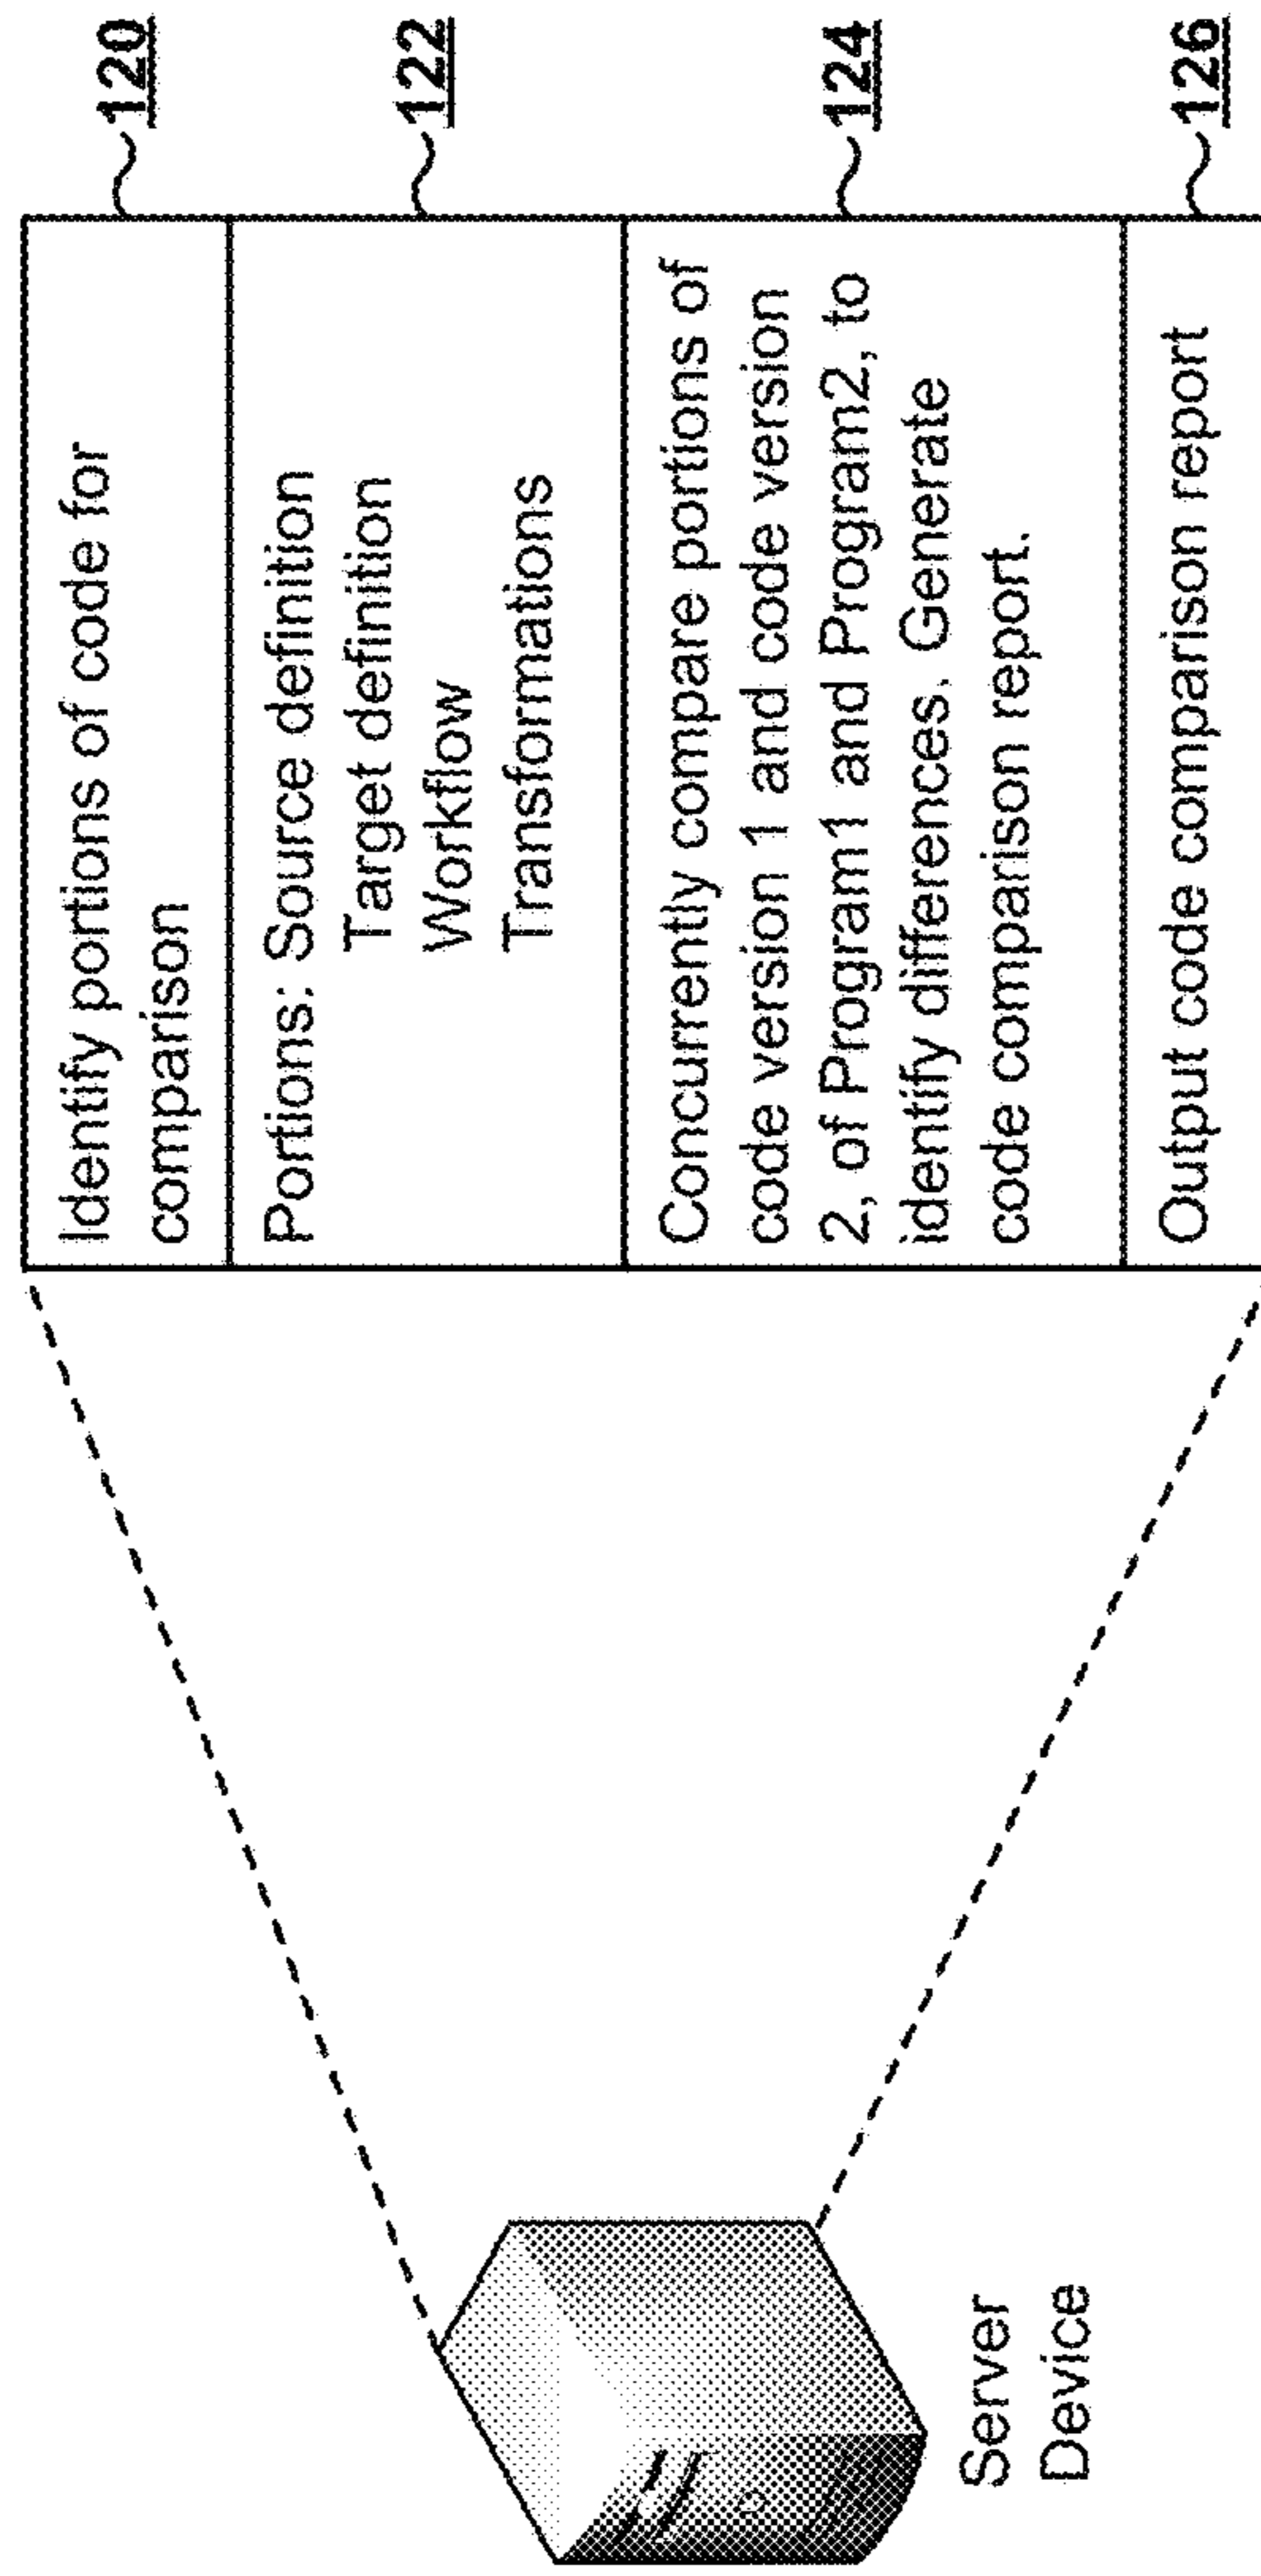 Identify portions of code for
comparison
120
Portions: Source definition
Target definition
Workflow
Transformations
122
Concurrently compare portions of
code version 1 and code version
2, of Program1 and Program2, to
identify differences. Generate
code comparison report.
124
Output code comparison report
126
Server
Device